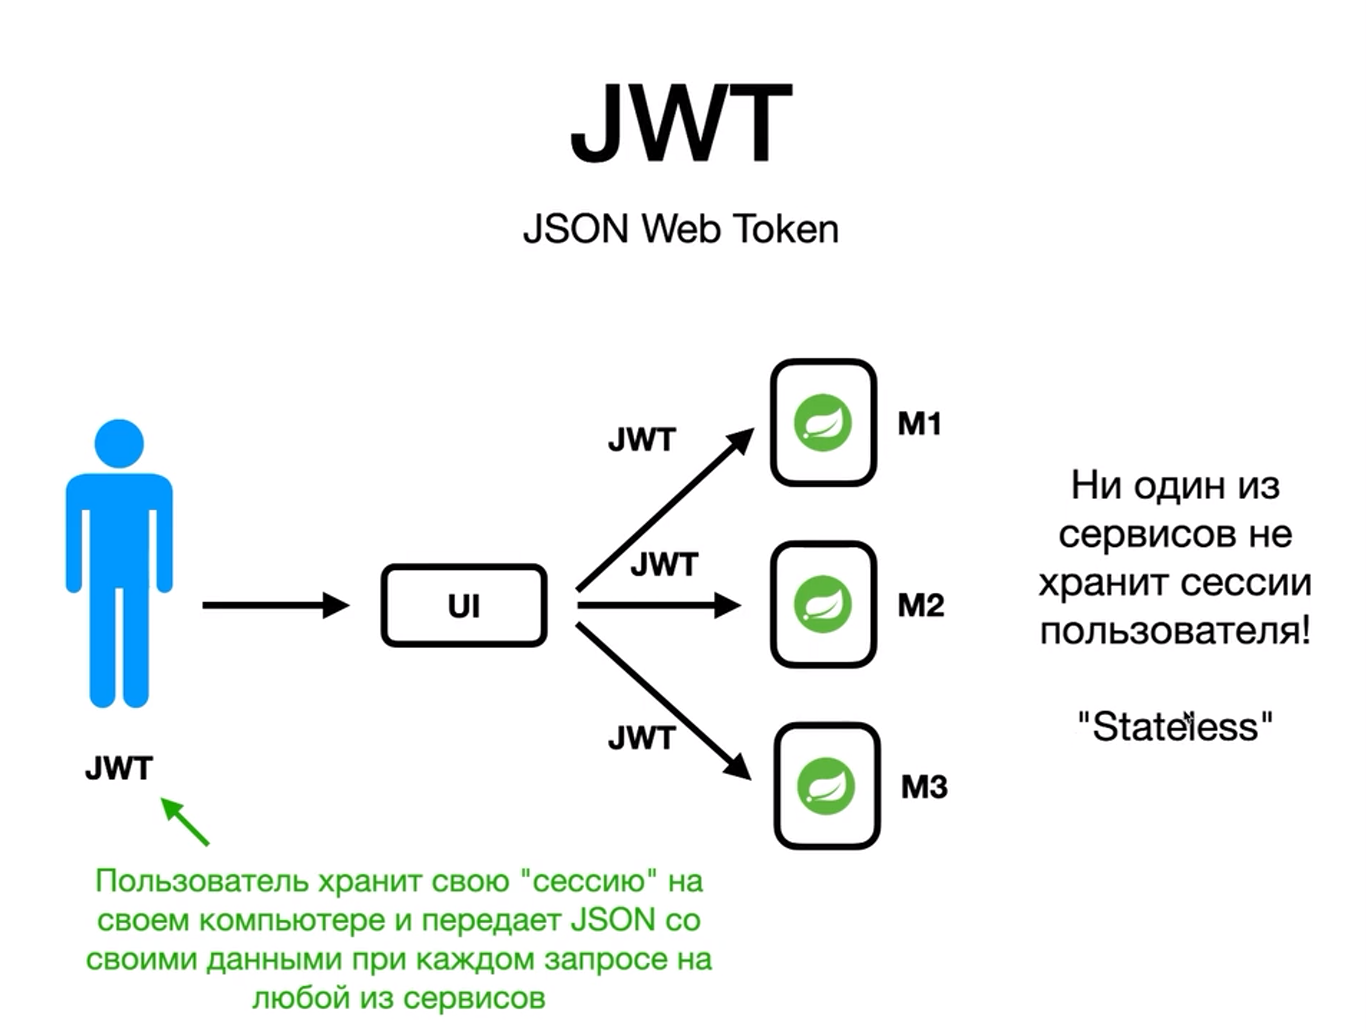 JWT
JSON Web Token
JWT
M1
JWT
UI
M2
JWT
M3
JWT
Ни один из
сервисов не
хранит сессии
пользователя!
"Stateless"
Пользователь хранит свою "сессию" на
своем компьютере и передает JSON со
своими данными при каждом запросе на
любой из сервисов